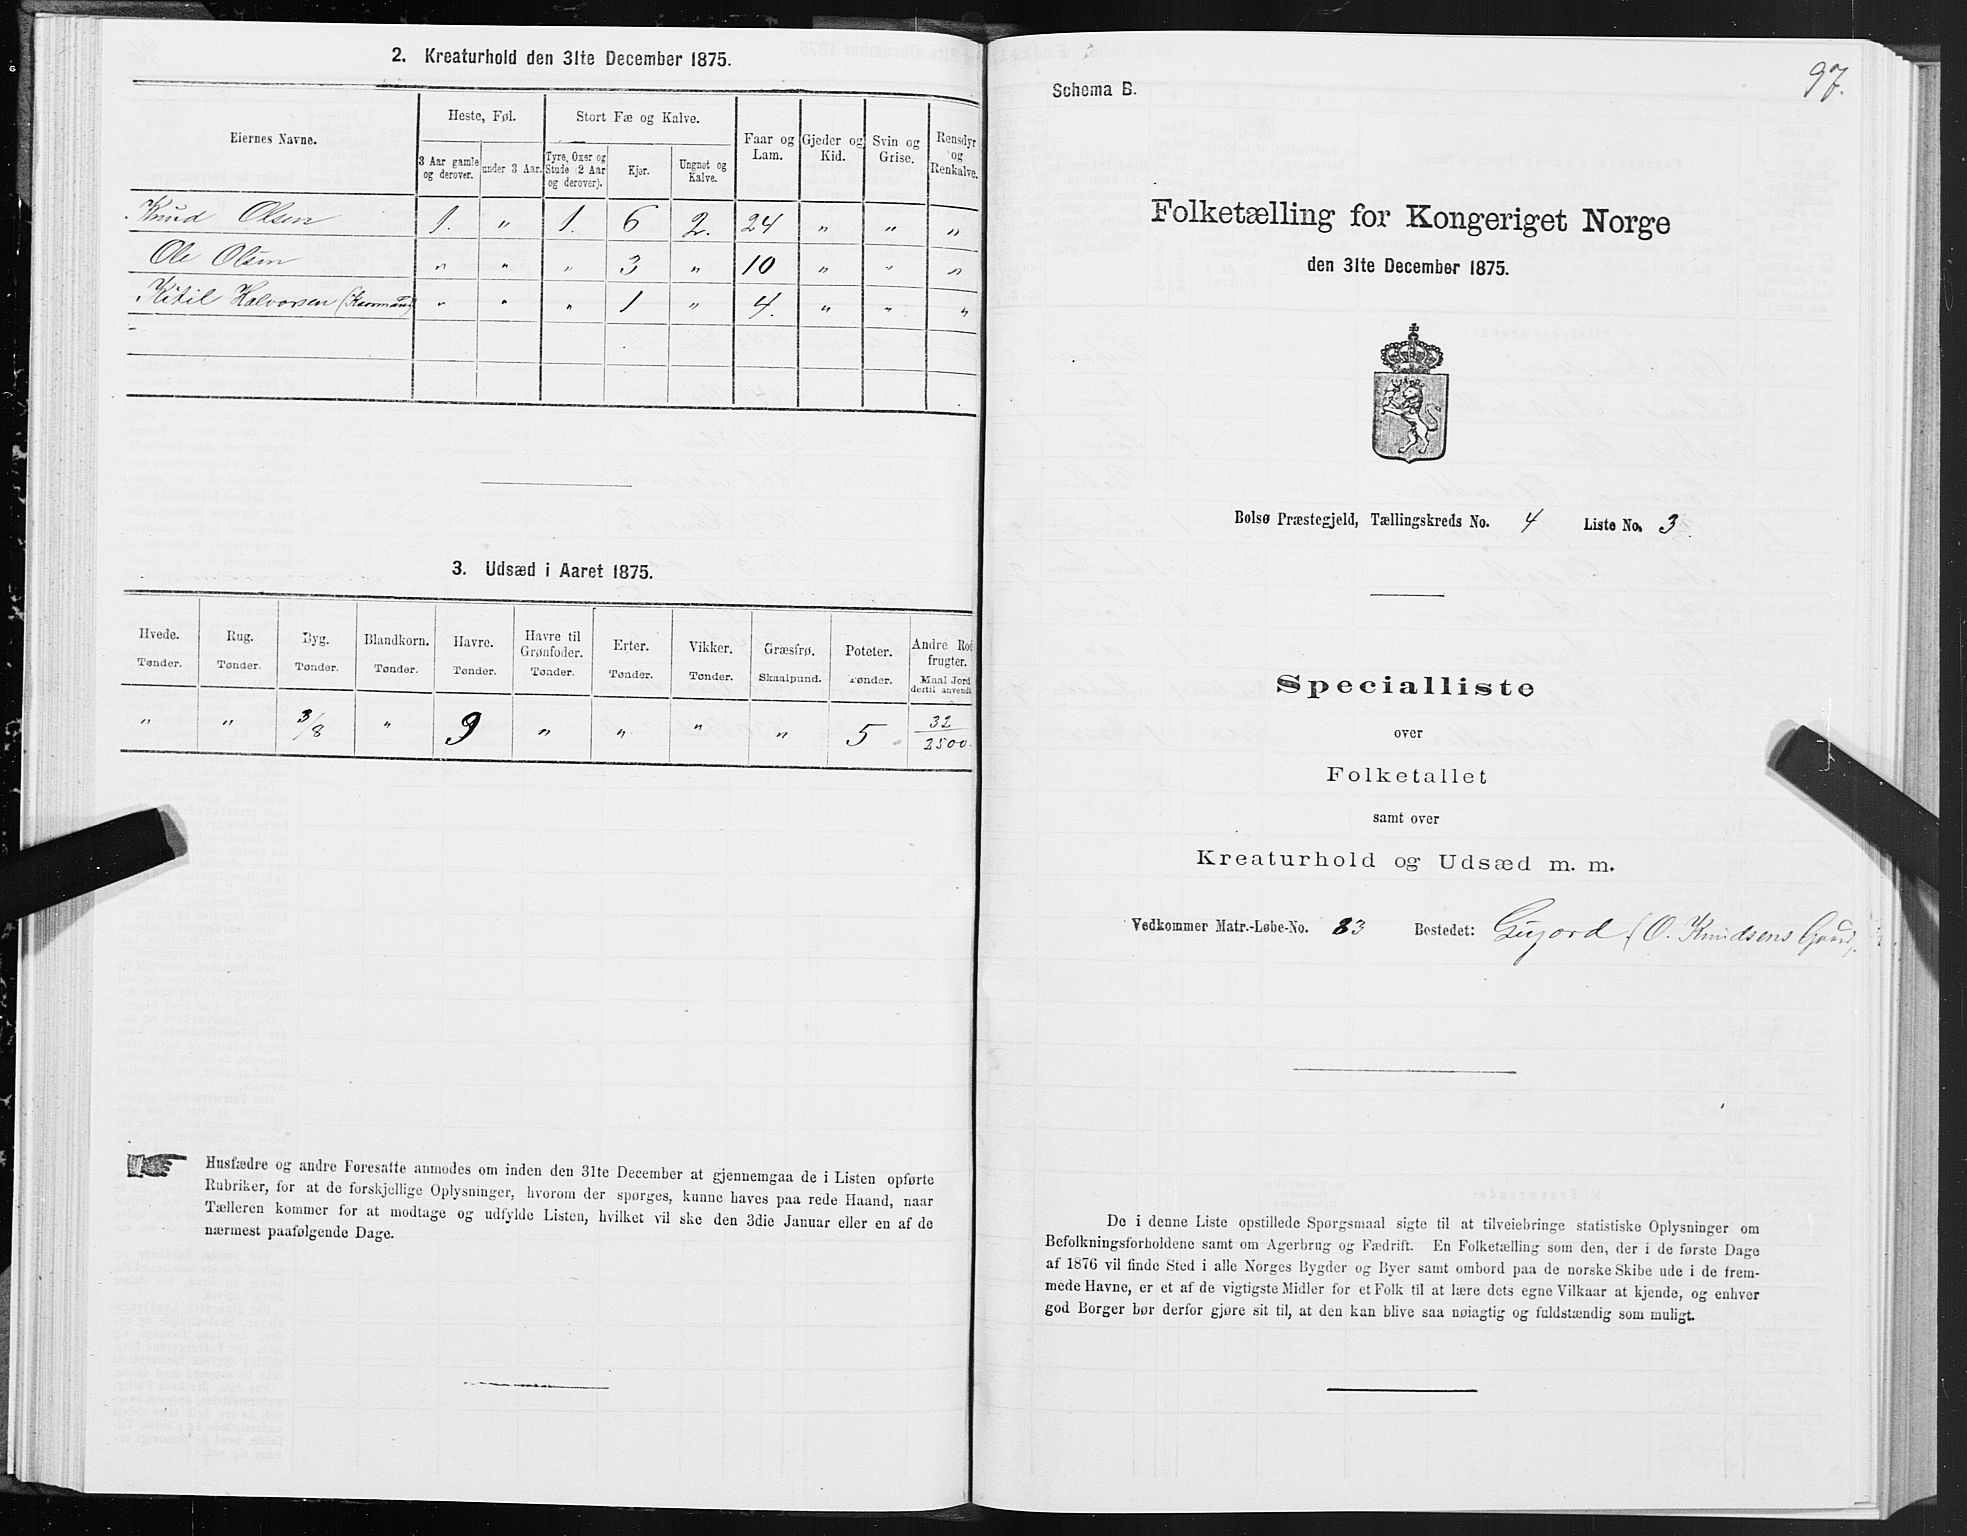 2. Kreaturhold den 31te December 1875.
Eiernes Navne. Heste, Føl. Stort Fæ og Kalve. Faar og Lam. Gjeder og Kid. Svin og Grise. Rensdyr og Renkalve.
3 Aar gamle og derover. under 3 Aar. Tyre, Oxer og Stude (2 Aar og derover). Kjør. Ungnet og Kalve.
Knud Olsen 1. " 1. 6 2. 24 " " "
Ole Olsen " " " 3 " 10 " " "
Kitil Halvorsen " " " 1 " 4. " " "
3. Udsæd i Aaret 1875.
Hvede. Rug. Byg. Blandkorn. Havre. Havre til Grønfoder. Erter. Vikker. Græsfrø. Poteter. Andre Rodfrugter.
Tønder. Tønder. Tønder. Tønder. Tønder. Tønder. Tønder. Tønder. Skaalpund. Tønder. Maal Jord dertil anvendt
" " 3/8 " 9 " " " " 5 32/2500
Husfædre og andre Foresatte anmodes om inden den 31te December at gjennemgaa de i Listen opførte
Rubriker, for at de forskjellige Oplysninger, hvorom der spørges, kunne haves paa rede Haand, naar
Tælleren kommer for at modtage og udfylde Listen, hvilket vil ske den 3die Januar eller en af de
nærmest paafølgende Dage.
97.
Schema B.
Folketælling for Kongeriget Norge
den 31te December 1875.
Bolsø Præstegjeld, Tællingskreds No. 4 Liste No. 3.
Specialliste
over
Folketallet
samt over
Kreaturhold og Udsæd m. m.
Vedkommer Matr.-Løbe-No. 83 Bostedet: (O. Knudsens Gaard).
De i denne Liste opstillede Spørgsmaal sigte til at tilveiebringe statistiske Oplysninger om
Befolkningsforholdene samt om Agerbrug og Fædrift. En Folketælling som den, der i de første Dage
af 1876 vil finde Sted i alle Norges Bygder og Byer samt ombord paa de norske Skibe ude i de frem-
mede Havne, er et af de vigtigste Midler for et Folk til at lære dets egne Vilkaar at kjende, og enhver
god Borger bør derfor gjøre sit til, at den kan blive saa nøiagtig og fuldstændig som muligt.